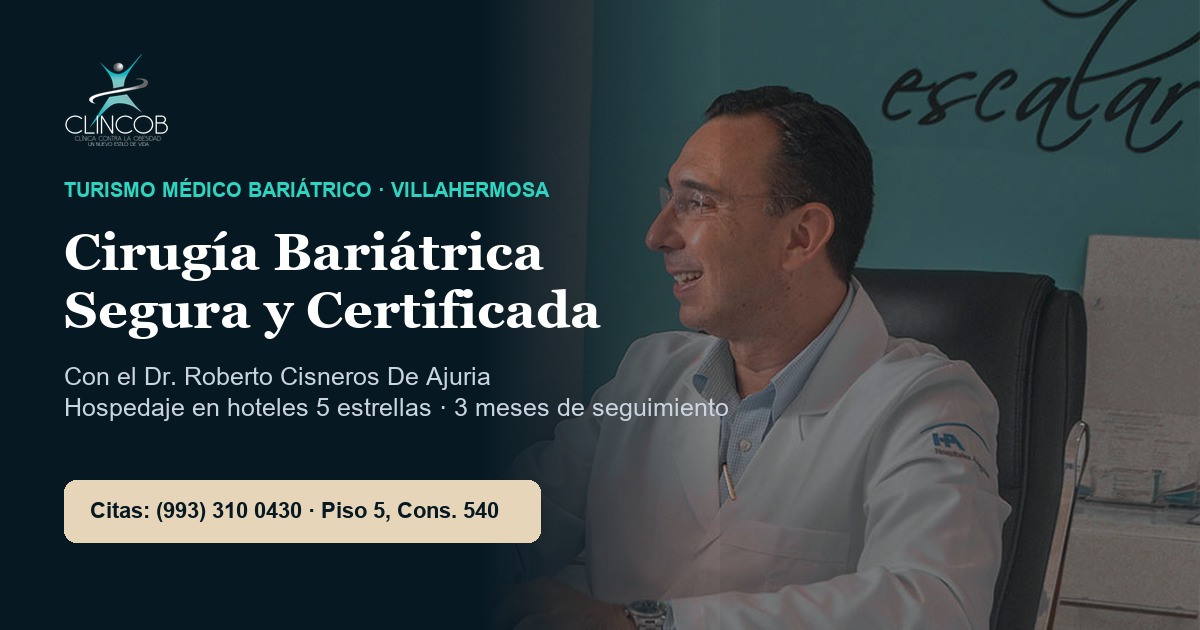 CLINCOB
CLÍNICA CONTRA LA OBESIDAD
UN NUEVO ESTILO DE VIDA
TURISMO MÉDICO BARIÁTRICO · VILLAHERMOSA
Cirugía Bariátrica
Segura y Certificada
Con el Dr. Roberto Cisneros De Ajuria
Hospedaje en hoteles 5 estrellas · 3 meses de seguimiento
Citas: (993) 310 0430 · Piso 5, Cons. 540
escalar